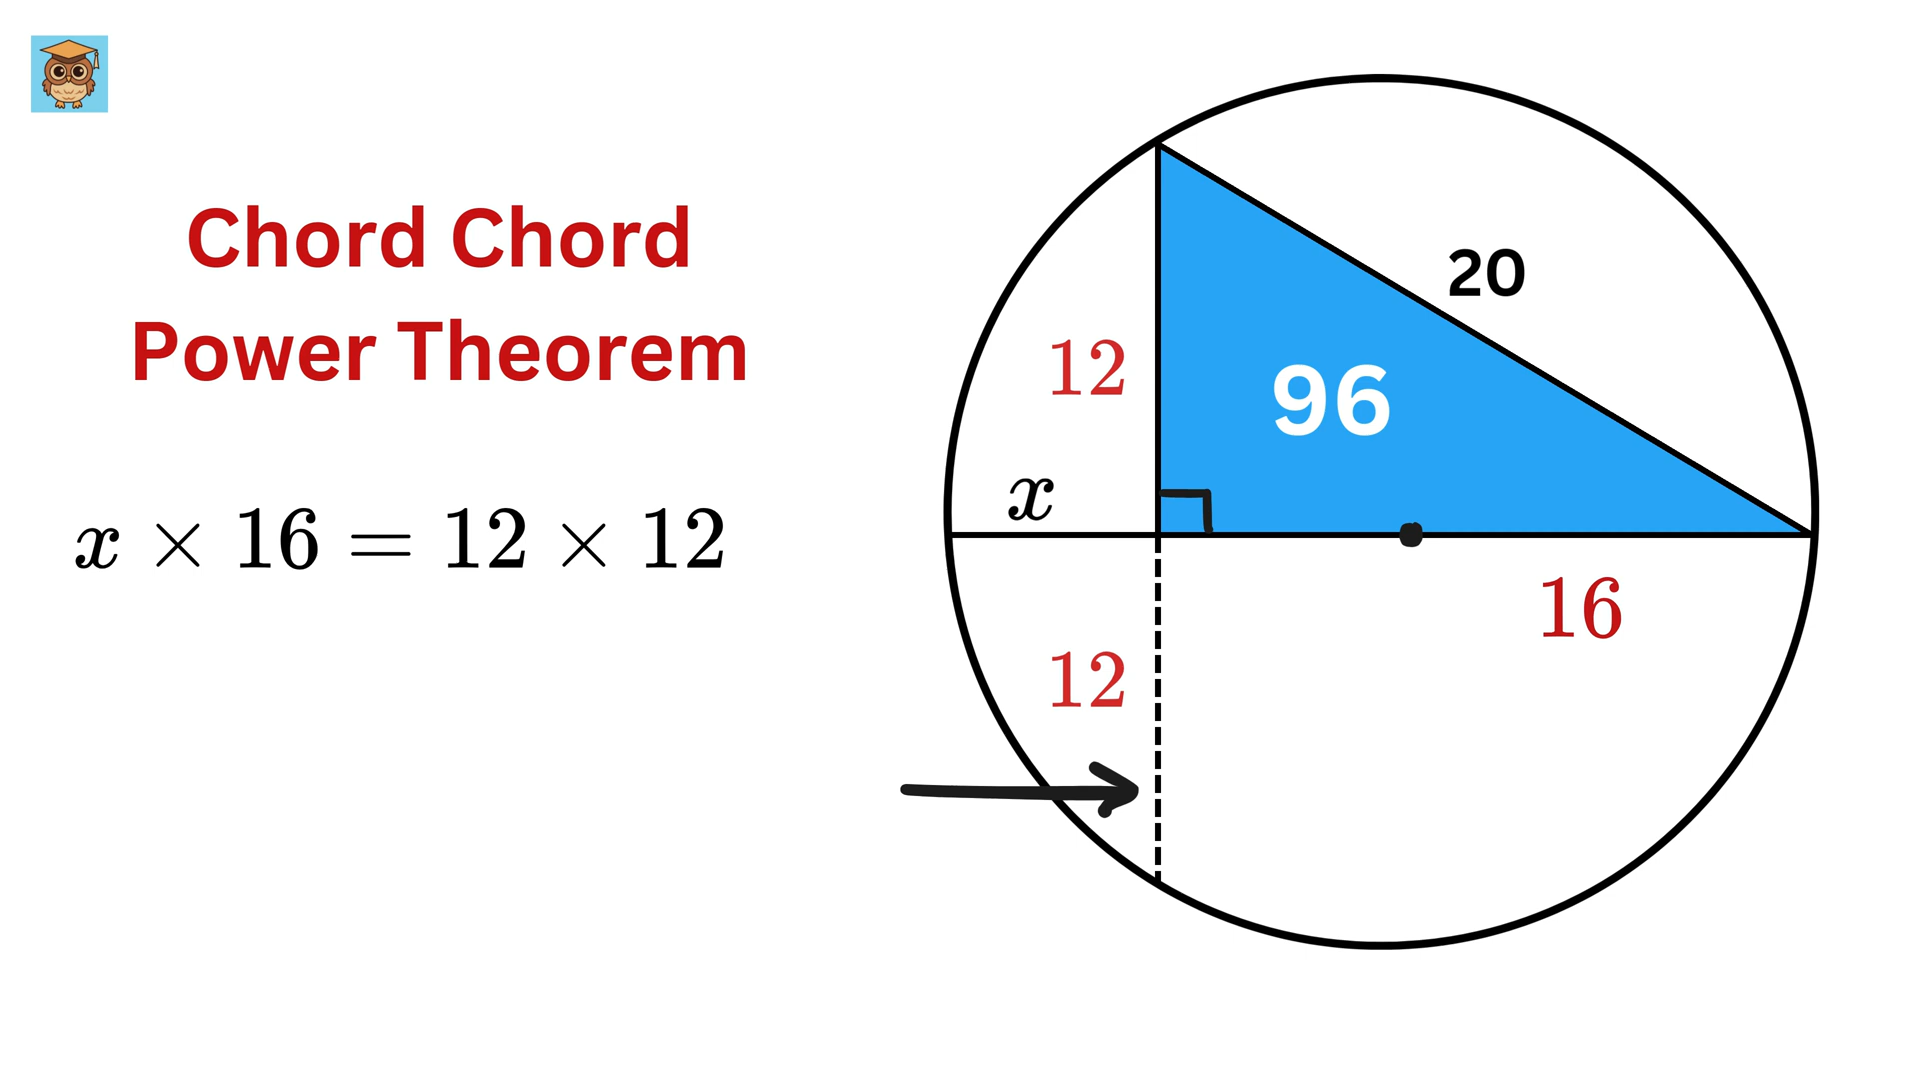 Chord Chord
Power Theorem
x × 16 = 12 × 12
20
12
96
x
16
12